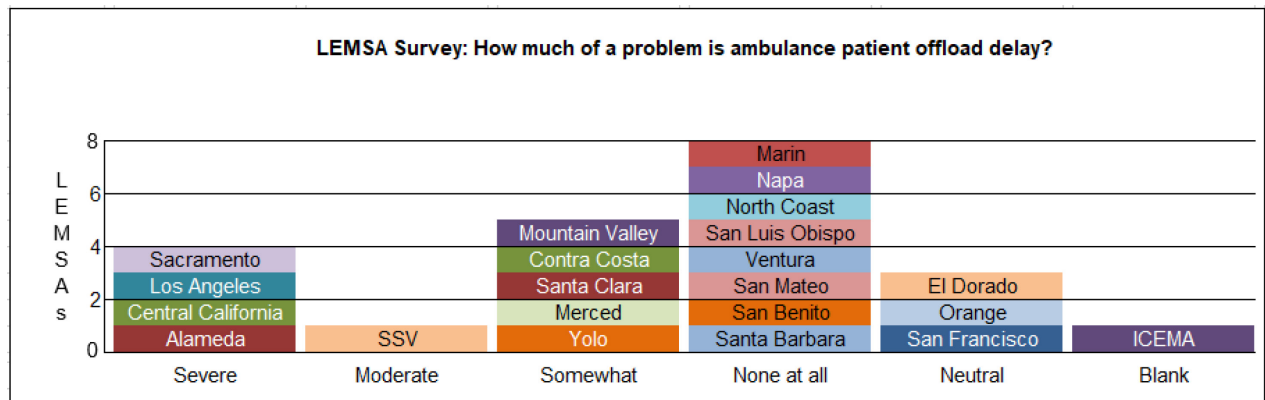 LEMSA Survey: How much of a problem is ambulance patient offload delay?
LEMSAs
8
6
4
2
0
Sacramento
Los Angeles
Central California
Alameda
SSV
Mountain Valley
Contra Costa
Santa Clara
Merced
Yolo
Marin
Napa
North Coast
San Luis Obispo
Ventura
San Mateo
San Benito
Santa Barbara
El Dorado
Orange
San Francisco
ICEMA
Severe
Moderate
Somewhat
None at all
Neutral
Blank